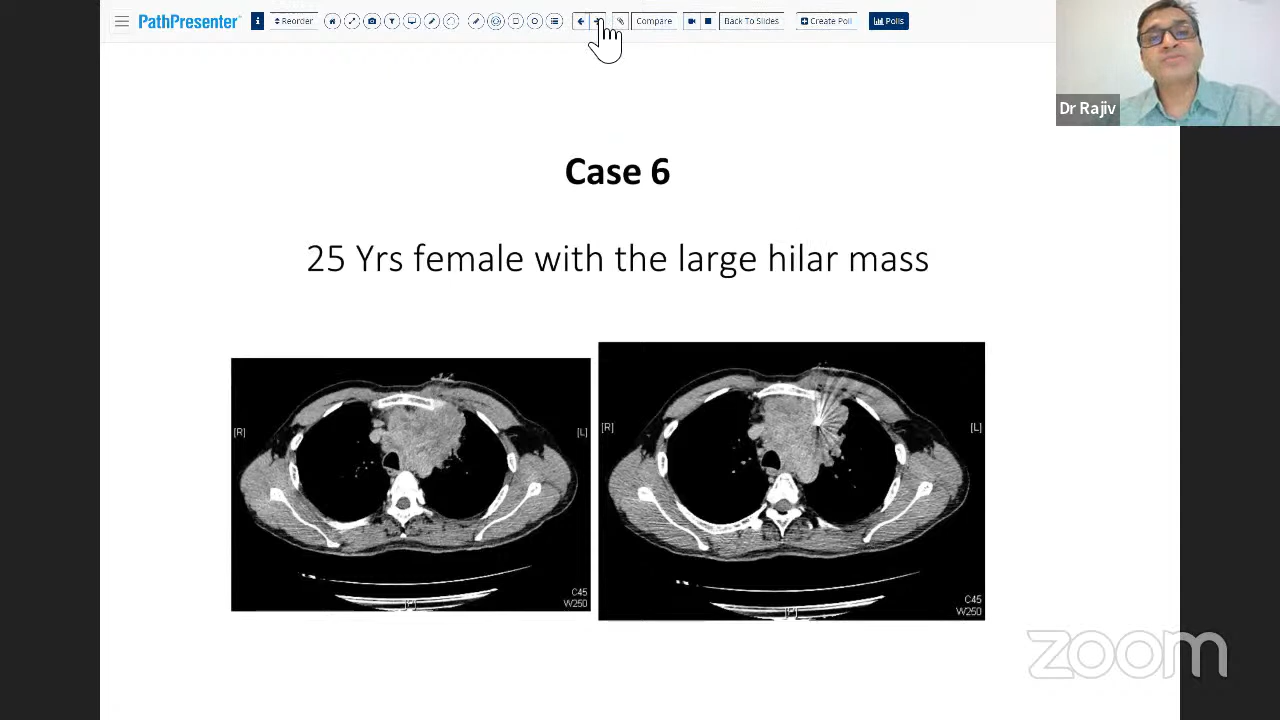 PathPresenter
Reorder
Compare
Back To Slides
Create Poll
Polls
Dr Rajiv
Case 6
25 Yrs female with the large hilar mass
[R]
[L]
C45
W250
[P]
[R]
[L]
C45
W250
[P]
zoom